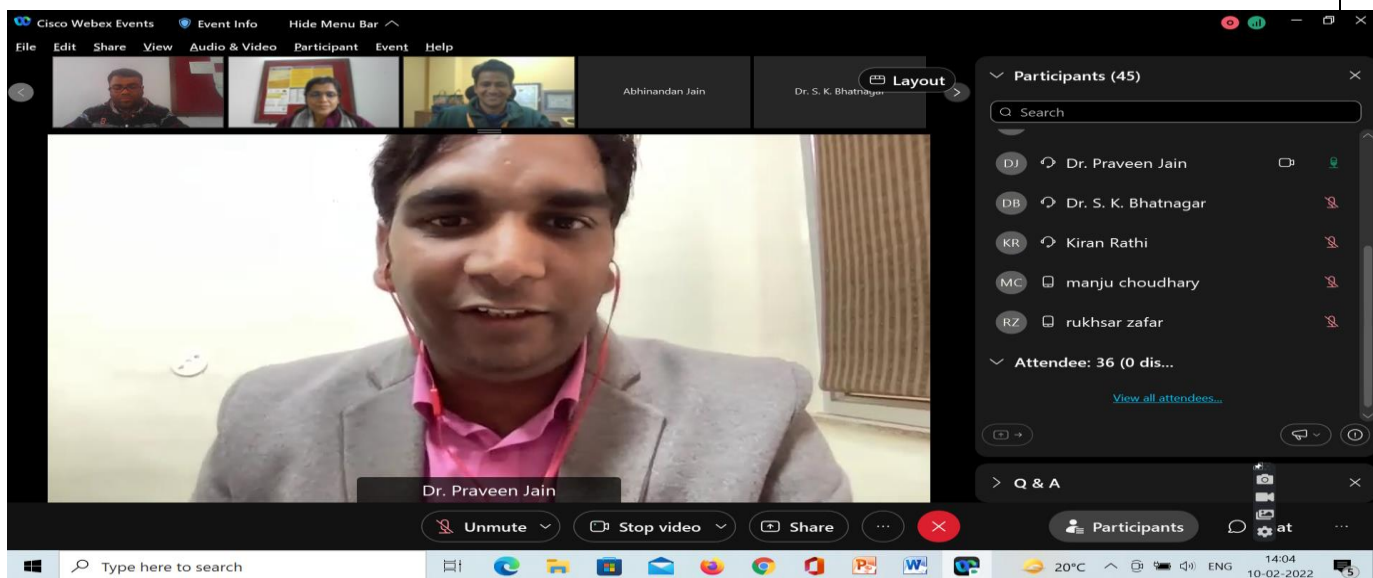 Cisco Webex Events Event Info Hide Menu Bar
File Edit Share View Audio & Video Participant Event Help
Abhinandan Jain
Dr. S. K. Bhatnagar
Layout
Dr. Praveen Jain
Participants (45)
Search
DJ Dr. Praveen Jain
DB Dr. S. K. Bhatnagar
KR Kiran Rathi
MC manju choudhary
RZ rukhsar zafar
Attendee: 36 (0 dis...
View all attendees...
Q & A
Unmute Stop video Share ... Participants at ...
Type here to search 20°C ENG 14:04
10-02-2022 5